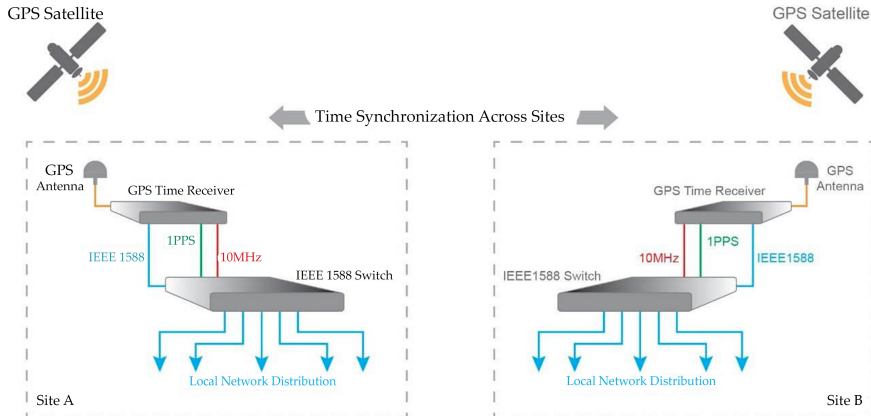 GPS Satellite
GPS Satellite
Time Synchronization Across Sites
GPS
Antenna
GPS Time Receiver
IEEE 1588
1PPS
10MHz
IEEE 1588 Switch
Local Network Distribution
Site A
GPS Time Receiver
GPS
Antenna
10MHz
1PPS
IEEE1588
IEEE1588 Switch
Local Network Distribution
Site B